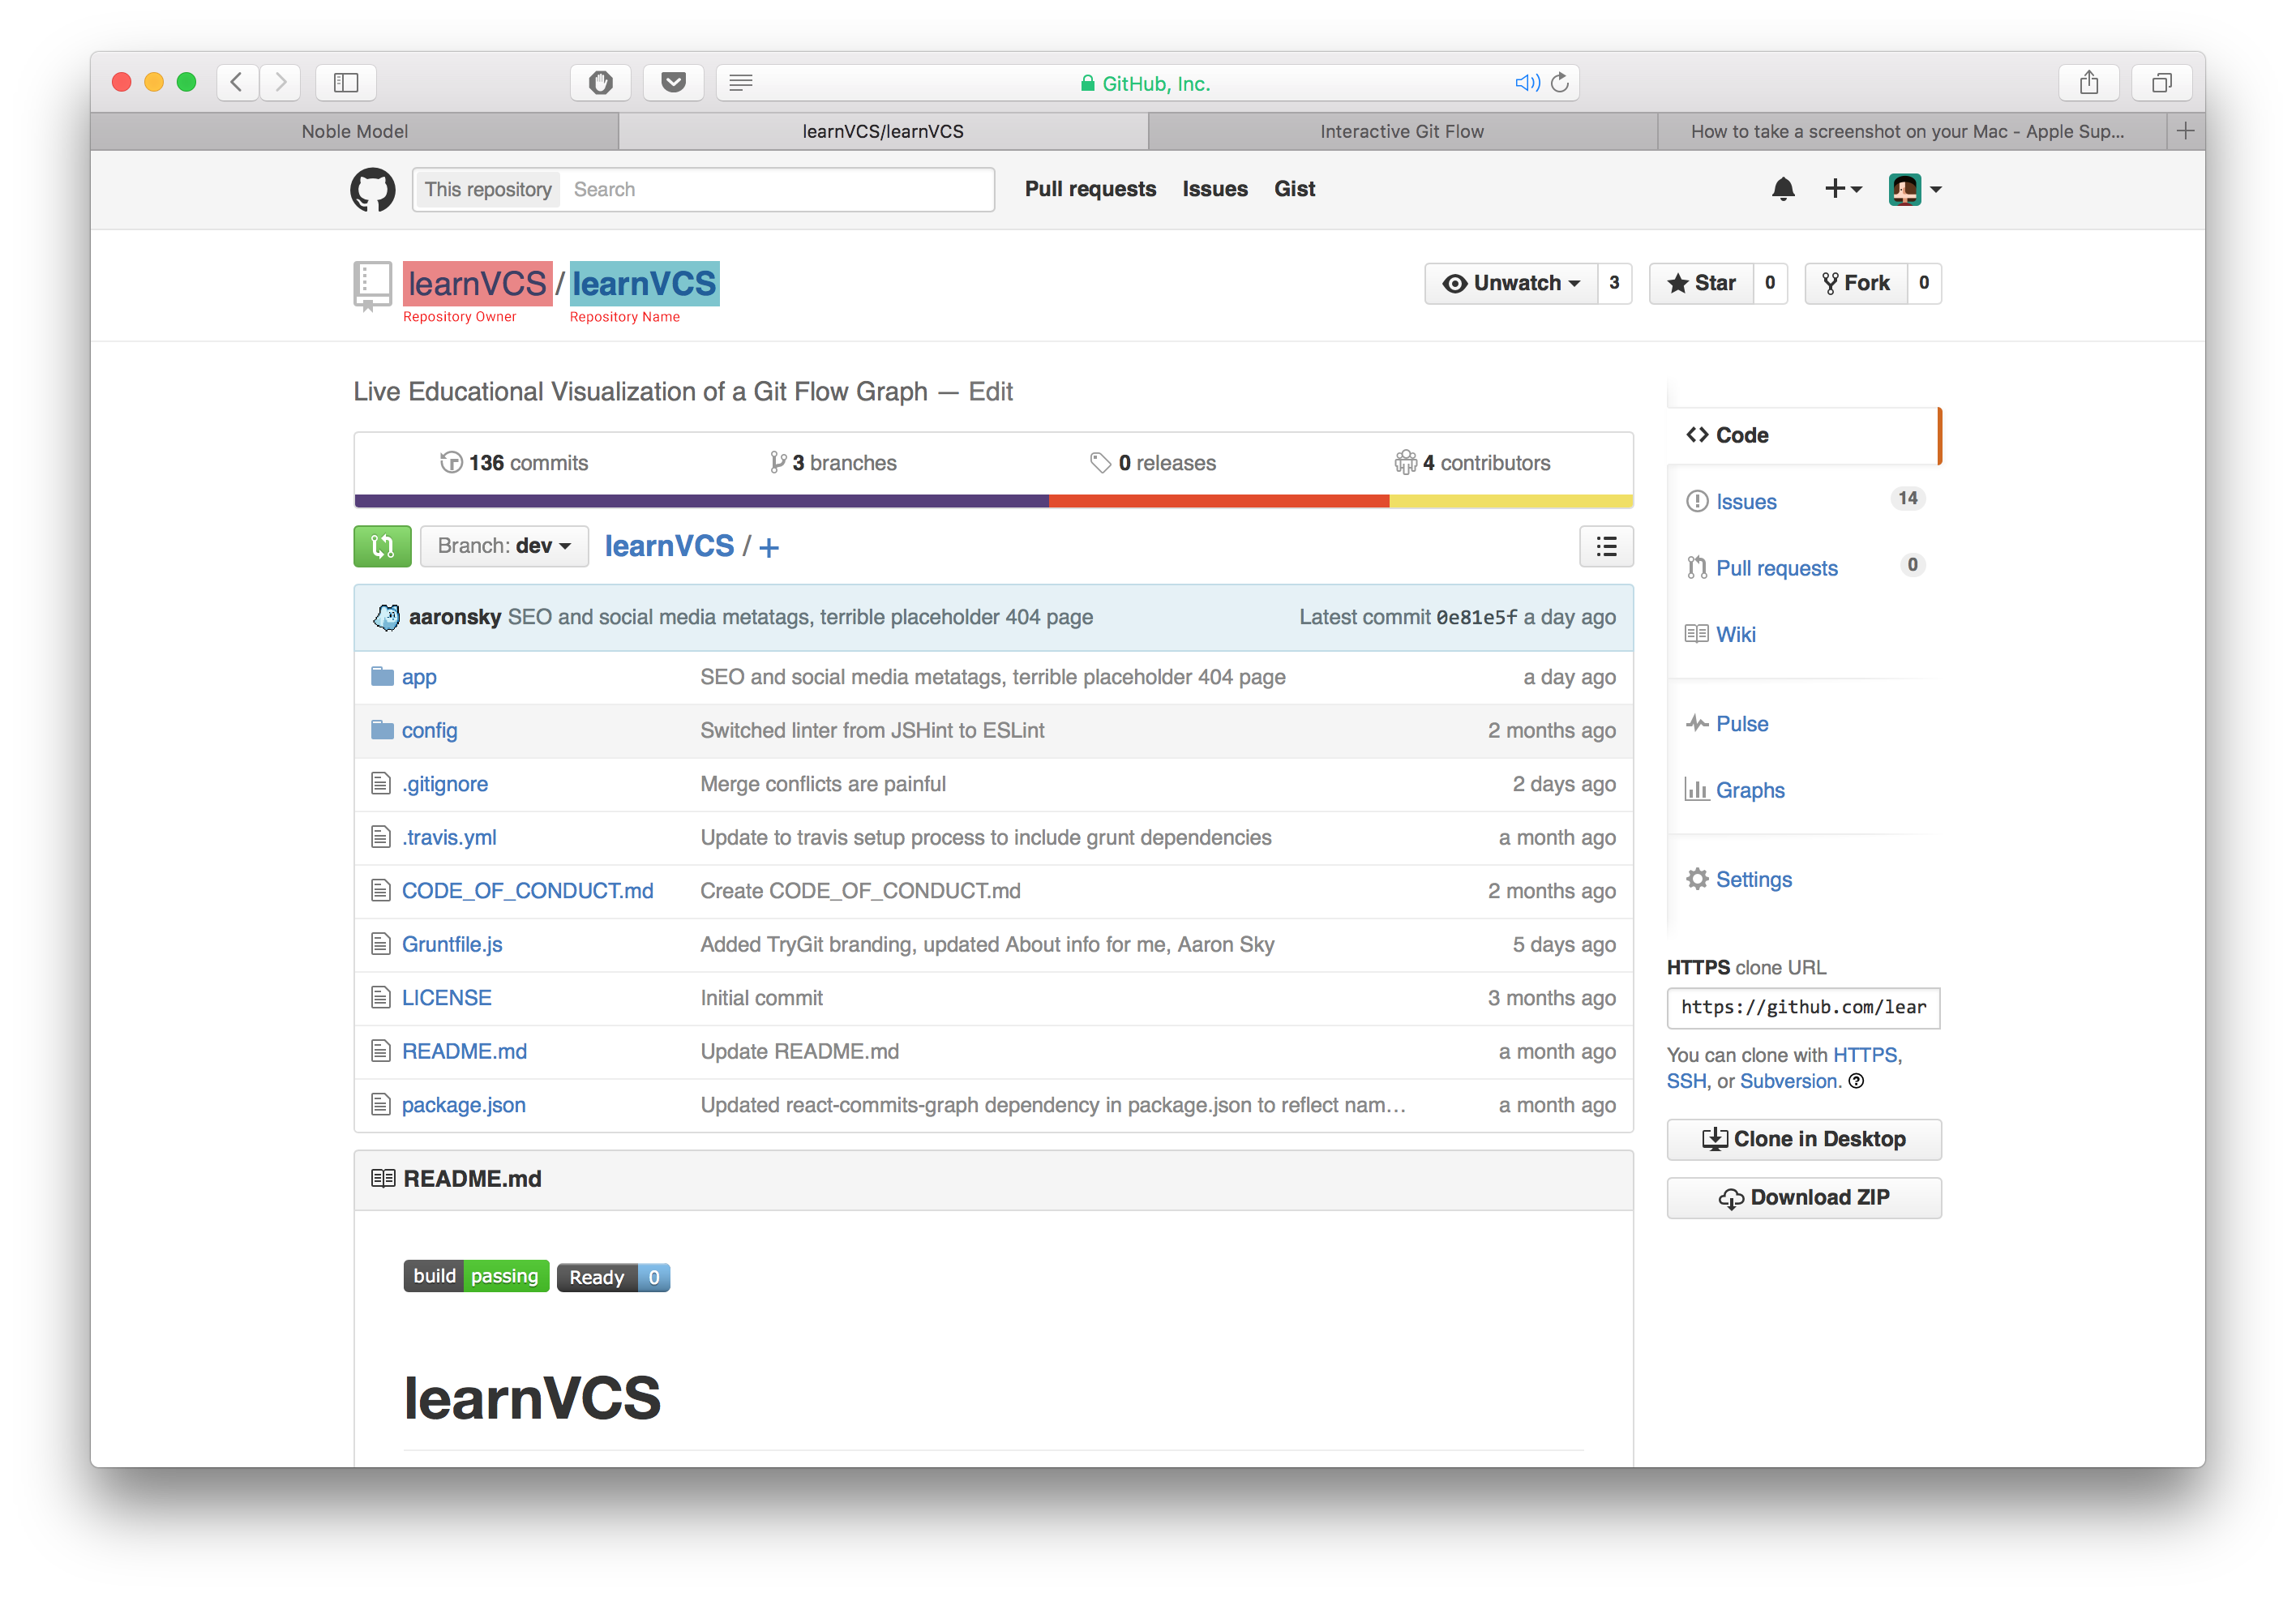 GitHub, Inc.
Noble Model
learnVCS/learnVCS
Interactive Git Flow
How to take a screenshot on your Mac - Apple Sup...
This repository Search
Pull requests Issues Gist
learnVCS / learnVCS
Repository Owner Repository Name
Unwatch 3
Star 0
Fork 0
Live Educational Visualization of a Git Flow Graph — Edit
136 commits
3 branches
0 releases
4 contributors
Branch: dev
learnVCS / +
aaronsky SEO and social media metatags, terrible placeholder 404 page Latest commit 0e81e5f a day ago
app SEO and social media metatags, terrible placeholder 404 page a day ago
config Switched linter from JSHint to ESLint 2 months ago
.gitignore Merge conflicts are painful 2 days ago
.travis.yml Update to travis setup process to include grunt dependencies a month ago
CODE_OF_CONDUCT.md Create CODE_OF_CONDUCT.md 2 months ago
Gruntfile.js Added TryGit branding, updated About info for me, Aaron Sky 5 days ago
LICENSE Initial commit 3 months ago
README.md Update README.md a month ago
package.json Updated react-commits-graph dependency in package.json to reflect nam... a month ago
README.md
build passing Ready 0
learnVCS
Code
Issues 14
Pull requests 0
Wiki
Pulse
Graphs
Settings
HTTPS clone URL
https://github.com/lear
You can clone with HTTPS,
SSH, or Subversion.
Clone in Desktop
Download ZIP